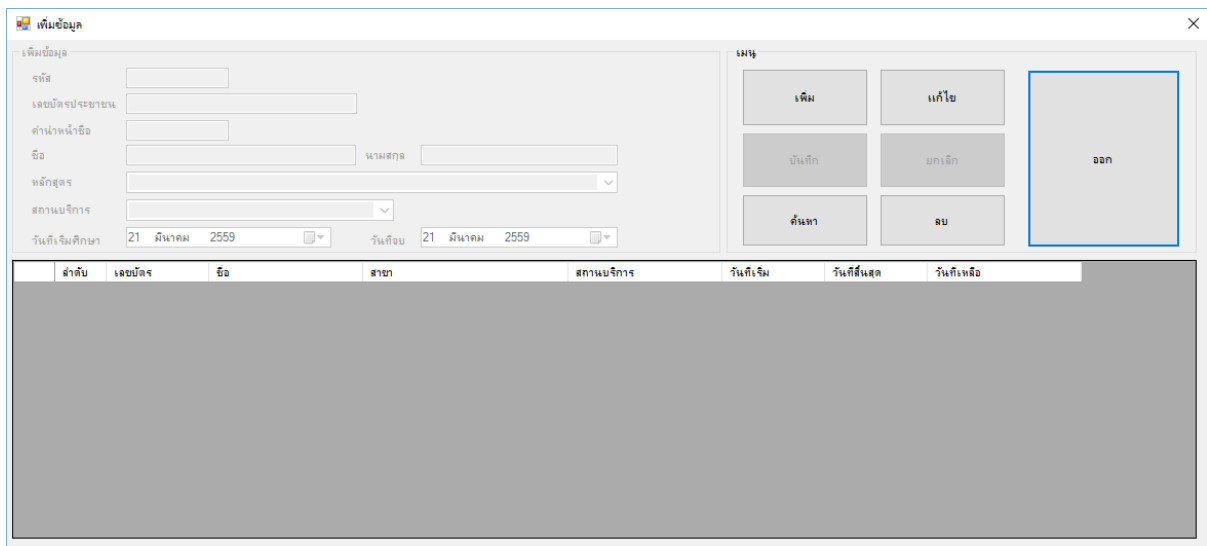 เพิ่มข้อมูล
เพิ่มข้อมูล
รหัส
เลขบัตรประชาชน
คำนำหน้าชื่อ
ชื่อ นามสกุล
หลักสูตร
สถานบริการ
วันที่เริ่มศึกษา 21 มีนาคม 2559 วันที่จบ 21 มีนาคม 2559
เมนู
เพิ่ม แก้ไข
บันทึก ยกเลิก ออก
ค้นหา ลบ
ลำดับ เลขบัตร ชื่อ สาขา สถานบริการ วันที่เริ่ม วันที่สิ้นสุด วันที่เหลือ